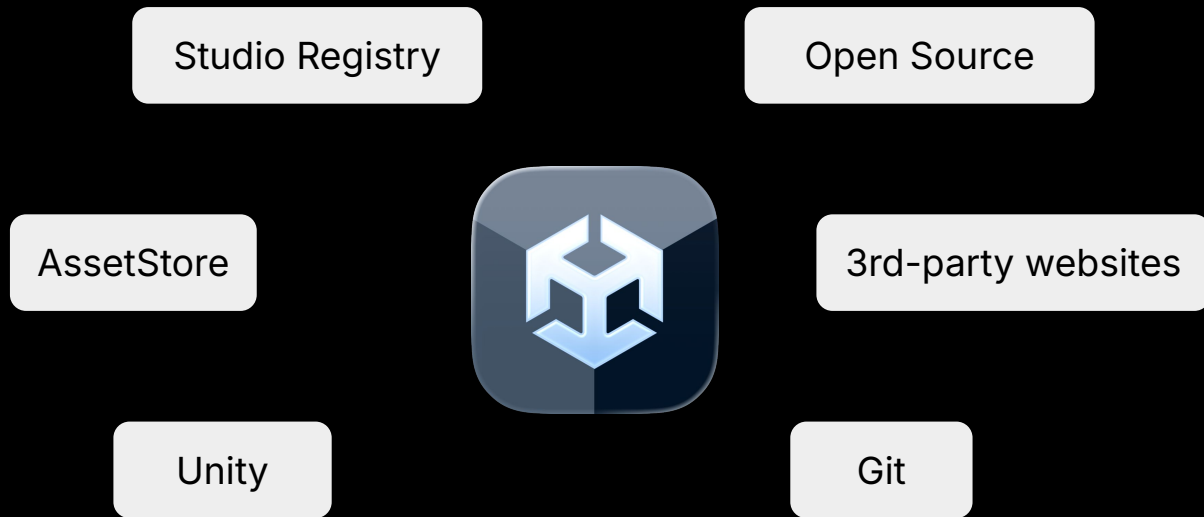 Studio Registry
Open Source
AssetStore
3rd-party websites
Unity
Git